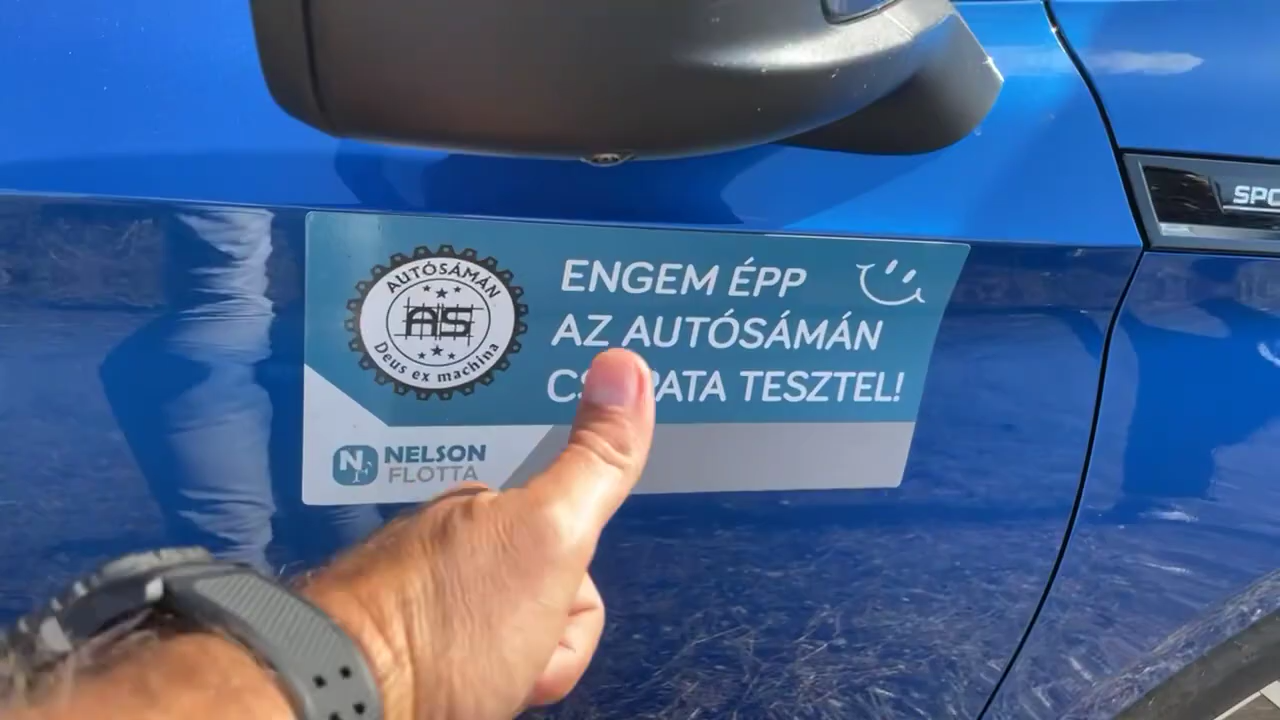 AUTÓSÁMÁN
AS
Deus ex machina
ENGEM ÉPP
AZ AUTÓSÁMÁN
TESZTEL!
NELSON
FLOTTA